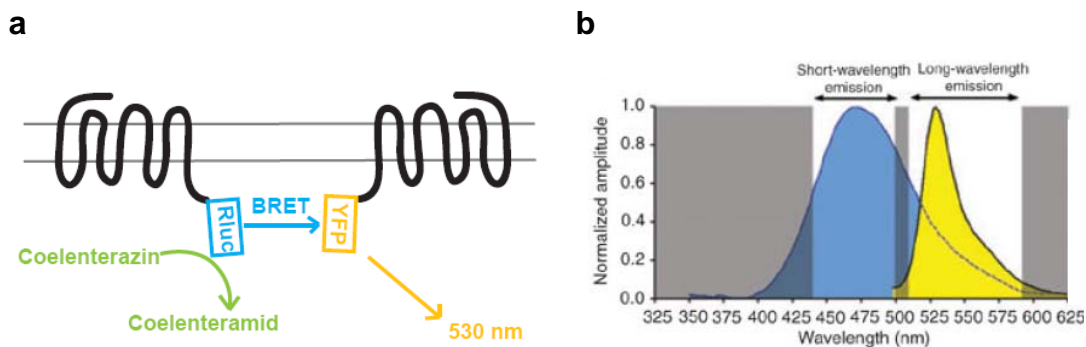 a
Rluc
BRET
YFP
Coelenterazin
Coelenteramid
530 nm
b
Short-wavelength
emission
Long-wavelength
emission
Normalized amplitude
1.0
0.8
0.6
0.4
0.2
0.0
325 350 375 400 425 450 475 500 525 550 575 600 625
Wavelength (nm)